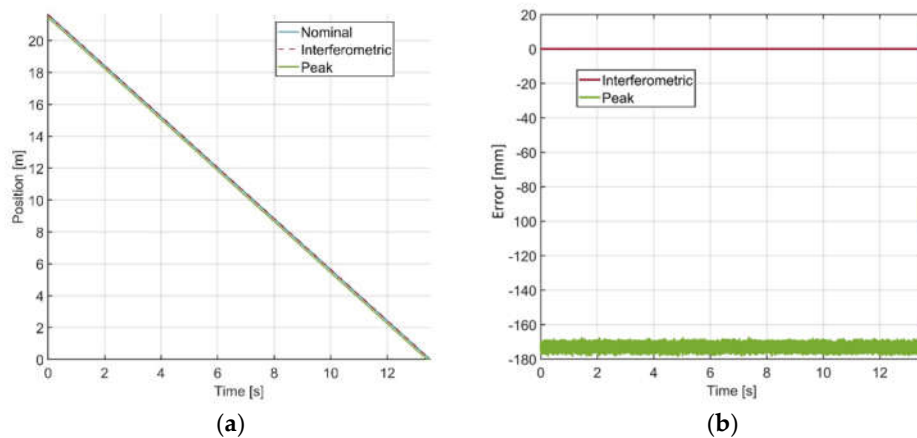 20
18
16
14
12
10
8
6
4
2
0
Position [m]
Nominal
Interferometric
Peak
0 2 4 6 8 10 12
Time [s]
(a)
20
0
-20
-40
-60
-80
-100
-120
-140
-160
-180
Error [mm]
Interferometric
Peak
0 2 4 6 8 10 12
Time [s]
(b)